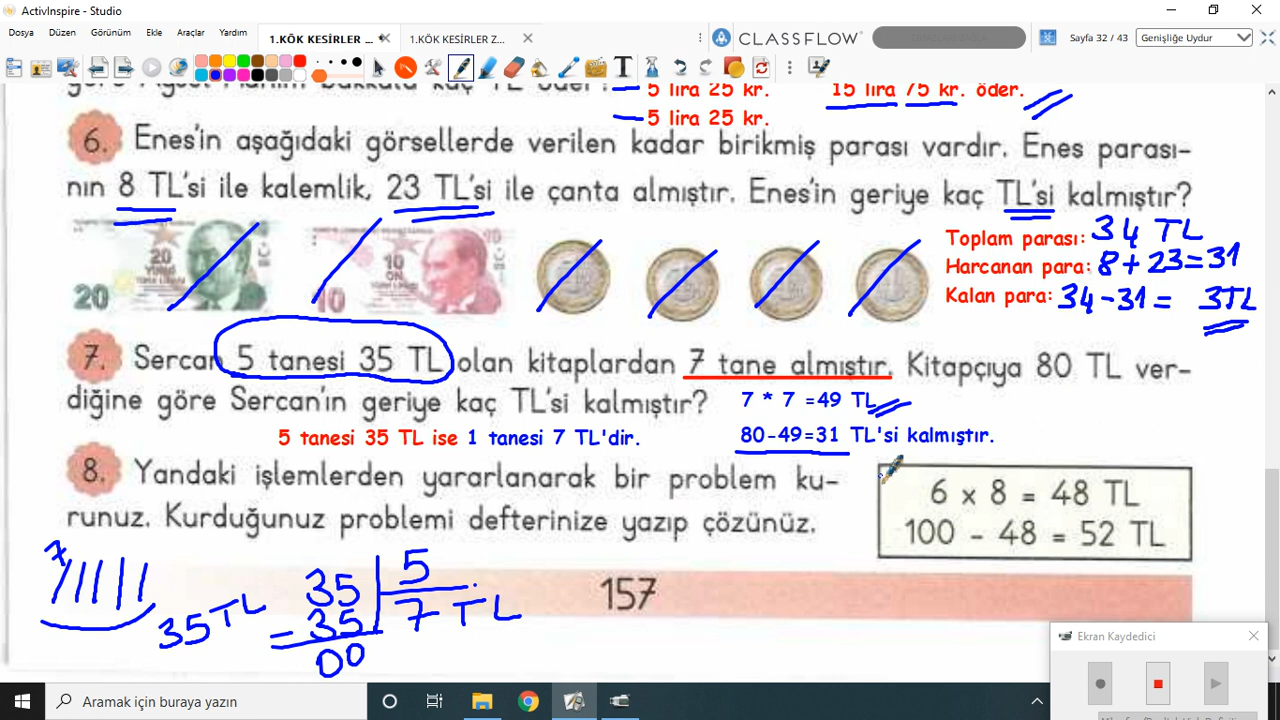 ActivInspire - Studio
Dosya Düzen Görünüm Ekle Araçlar Yardım
1.KÖK KESİRLER ... 1.KÖK KESİRLER Z...
CLASSFLOW
Sayfa 32 / 43
Genişliğe Uydur
kaç TL öder?
5 lira 25 kr.
15 lira 75 kr. öder.
5 lira 25 kr.
6. Enes'in aşağıdaki görsellerde verilen kadar birikmiş parası vardır. Enes parası-
nın 8 TL'si ile kalemlik, 23 TL'si ile çanta almıştır. Enes'in geriye kaç TL'si kalmıştır?
20
20
10
ON
10
Toplam parası: 34 TL
Harcanan para: 8+23=31
Kalan para: 34-31= 3TL
7. Sercan 5 tanesi 35 TL olan kitaplardan 7 tane almıştır. Kitapçıya 80 TL ver-
diğine göre Sercan'ın geriye kaç TL'si kalmıştır?
7 * 7 =49 TL
5 tanesi 35 TL ise 1 tanesi 7 TL'dir.
80-49=31 TL'si kalmıştır.
8. Yandaki işlemlerden yararlanarak bir problem ku-
runuz. Kurduğunuz problemi defterinize yazıp çözünüz.
6 x 8 = 48 TL
100 - 48 = 52 TL
7
35TL
35 5
35 7 TL
00
157
Ekran Kaydedici
Aramak için buraya yazın